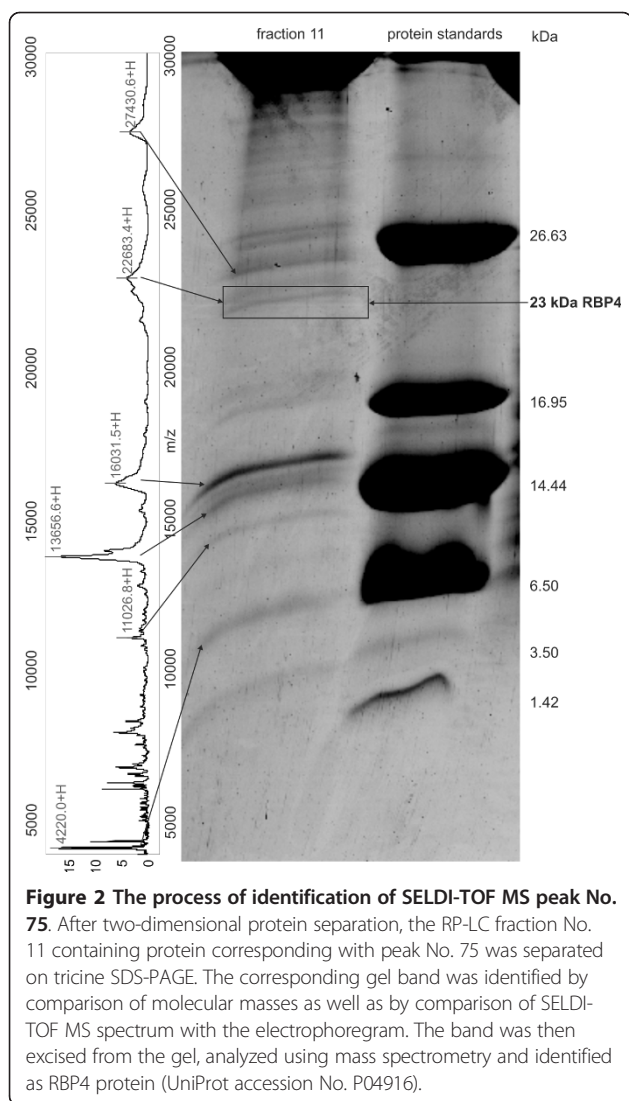 fraction 11 protein standards kDa
30000 30000
27430.6+H
25000 25000
22683.4+H
26.63
23 kDa RBP4
20000 20000
16.95
m/z
16031.5+H
14.44
15000 15000
13656.6+H
11026.8+H
6.50
3.50
10000 10000
1.42
5000 5000
4220.0+H
15 10 5 0
Figure 2 The process of identification of SELDI-TOF MS peak No.
75. After two-dimensional protein separation, the RP-LC fraction No.
11 containing protein corresponding with peak No. 75 was separated
on tricine SDS-PAGE. The corresponding gel band was identified by
comparison of molecular masses as well as by comparison of SELDI-
TOF MS spectrum with the electrophoregram. The band was then
excised from the gel, analyzed using mass spectrometry and identified
as RBP4 protein (UniProt accession No. P04916).